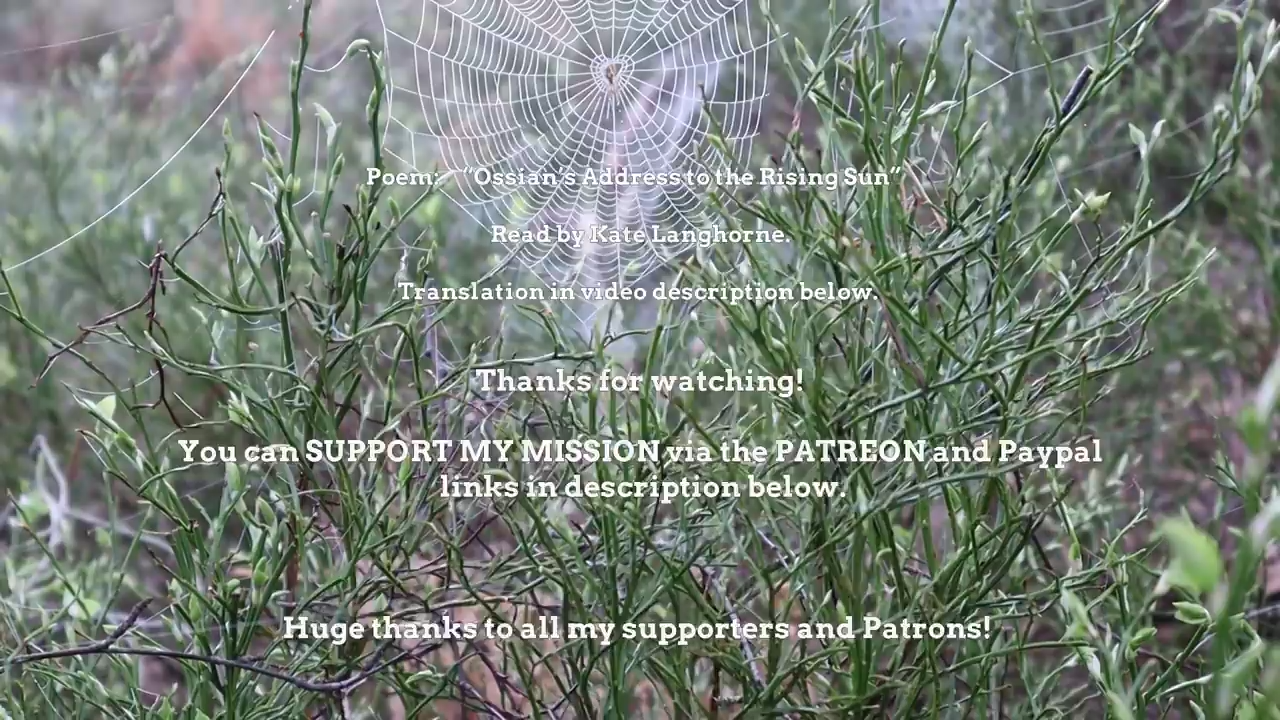 Poem: "Ossian's Address to the Rising Sun"
Read by Kate Langhorne.
Translation in video description below.
Thanks for watching!
You can SUPPORT MY MISSION via the PATREON and Paypal
links in description below.
Huge thanks to all my supporters and Patrons!